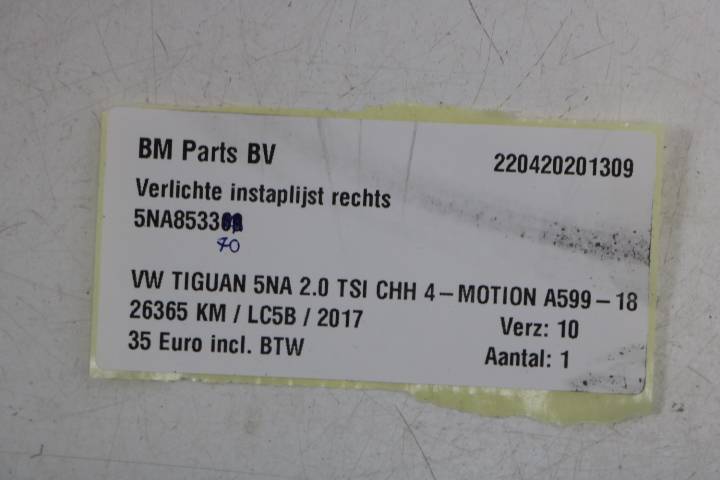 BM Parts BV 220420201309
Verlichte instaplijst rechts
5NA8533
70
VW TIGUAN 5NA 2.0 TSI CHH 4-MOTION A599-18
26365 KM / LC5B / 2017 Verz: 10
35 Euro incl. BTW Aantal: 1